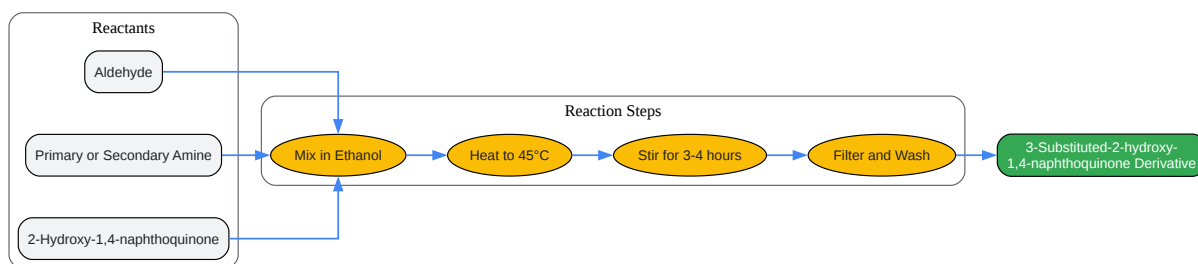 Reactants
Aldehyde
Primary or Secondary Amine
2-Hydroxy-1,4-naphthoquinone
Reaction Steps
Mix in Ethanol
Heat to 45°C
Stir for 3-4 hours
Filter and Wash
3-Substituted-2-hydroxy-
1,4-naphthoquinone Derivative